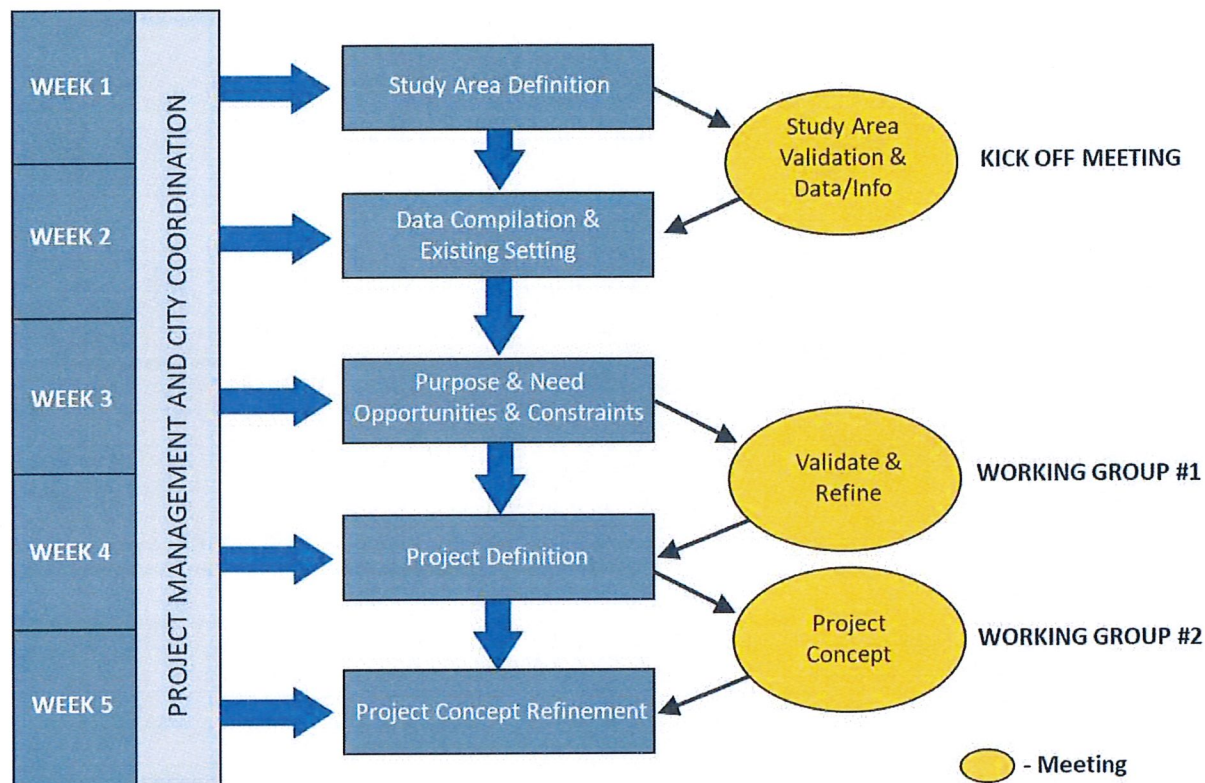 WEEK 1
WEEK 2
WEEK 3
WEEK 4
WEEK 5
PROJECT MANAGEMENT AND CITY COORDINATION
Study Area Definition
Study Area
Validation &
Data/Info
KICK OFF MEETING
Data Compilation &
Existing Setting
Purpose & Need
Opportunities & Constraints
Validate &
Refine
WORKING GROUP #1
Project Definition
Project
Concept
WORKING GROUP #2
Project Concept Refinement
- Meeting